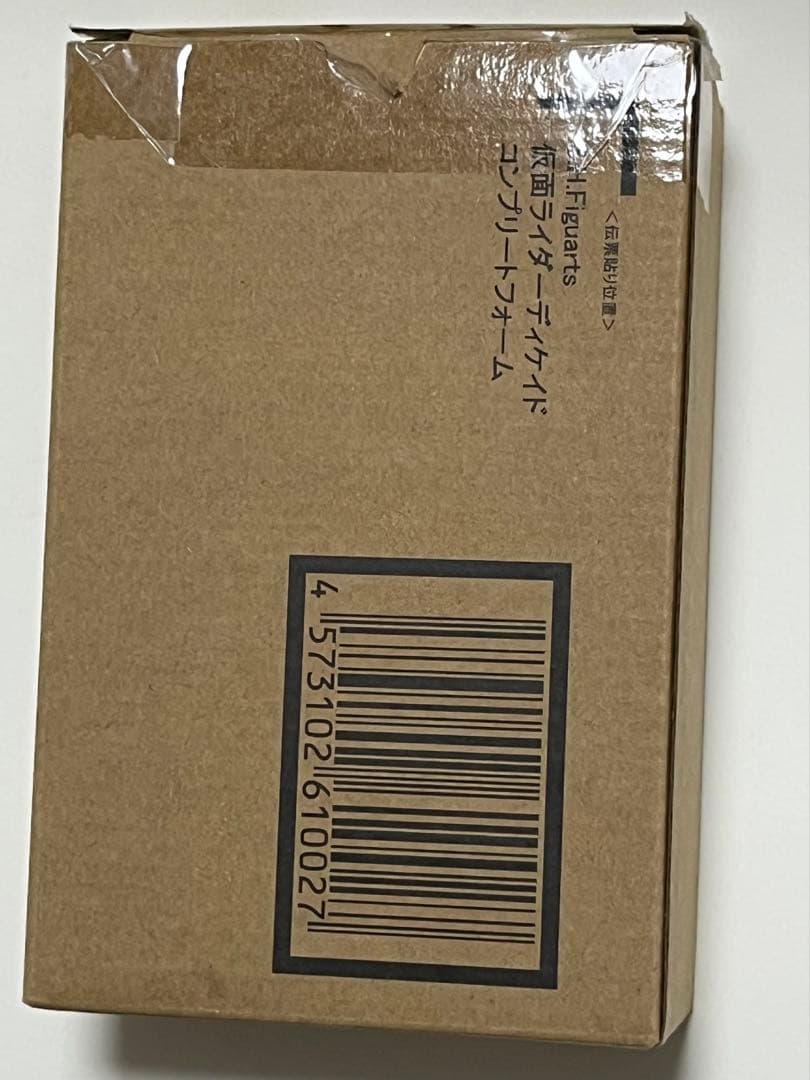 <伝票貼り位置>
S.H.Figuarts
仮面ライダーディケイド
コンプリートフォーム
4 573102 610027